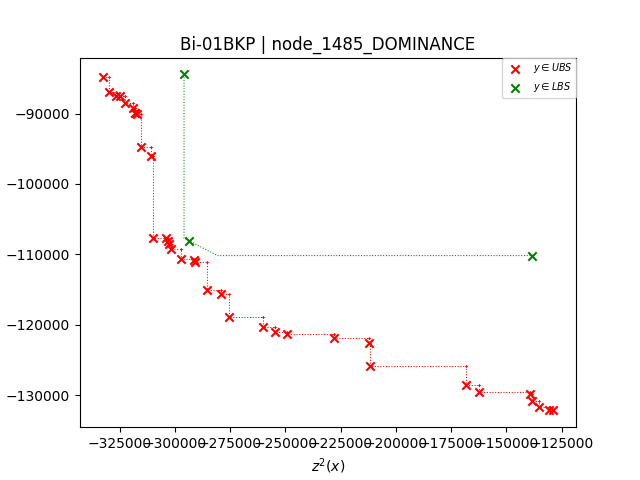 Bi-01BKP | node_1485_DOMINANCE
y ∈ UBS
y ∈ LBS
−90000
−100000
−110000
−120000
−130000
−325000 −300000 −275000 −250000 −225000 −200000 −175000 −150000 −125000
z²(x)